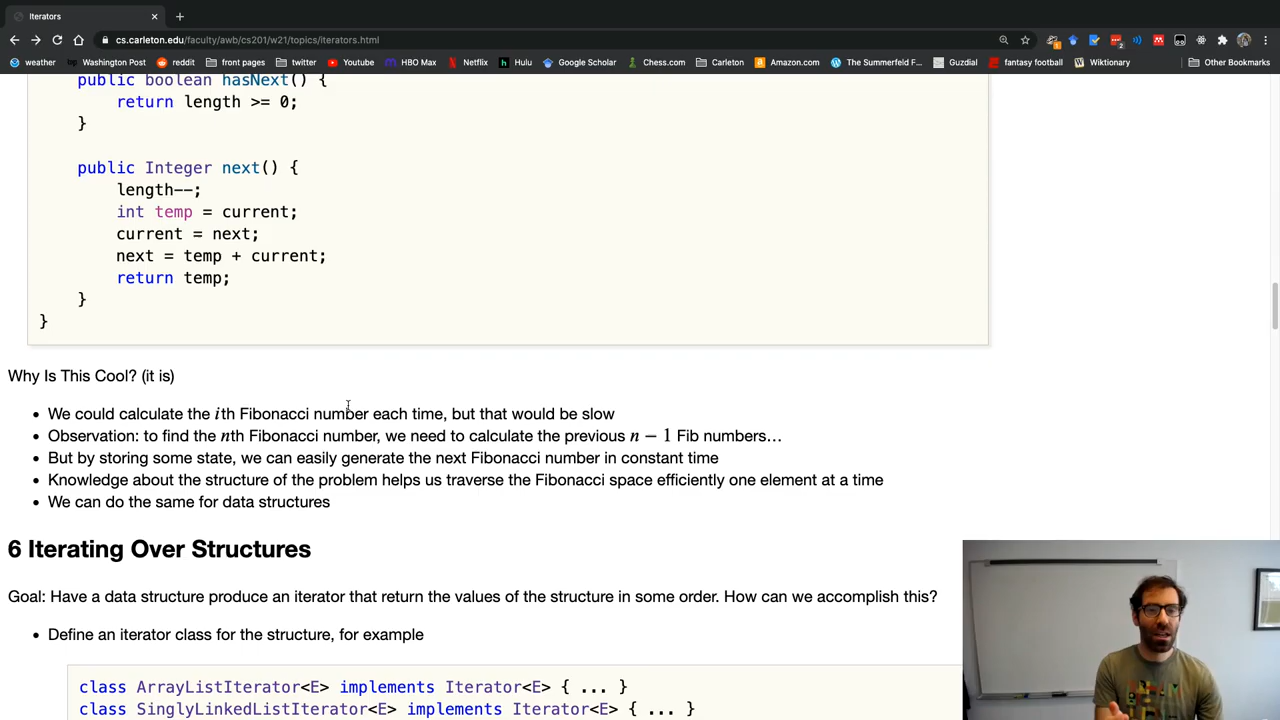 Iterators
cs.carleton.edu/faculty/awb/cs201/w21/topics/iterators.html
weather Washington Post reddit front pages twitter Youtube HBO Max Netflix Hulu Google Scholar Chess.com Carleton Amazon.com The Summerfeld F... Guzdial fantasy football Wiktionary Other Bookmarks
public boolean hasNext() {
return length >= 0;
}
public Integer next() {
length--;
int temp = current;
current = next;
next = temp + current;
return temp;
}
}
Why Is This Cool? (it is)
We could calculate the ith Fibonacci number each time, but that would be slow
Observation: to find the nth Fibonacci number, we need to calculate the previous n − 1 Fib numbers…
But by storing some state, we can easily generate the next Fibonacci number in constant time
Knowledge about the structure of the problem helps us traverse the Fibonacci space efficiently one element at a time
We can do the same for data structures
6 Iterating Over Structures
Goal: Have a data structure produce an iterator that return the values of the structure in some order. How can we accomplish this?
Define an iterator class for the structure, for example
class ArrayListIterator<E> implements Iterator<E> { ... }
class SinglyLinkedListIterator<E> implements Iterator<E> { ... }